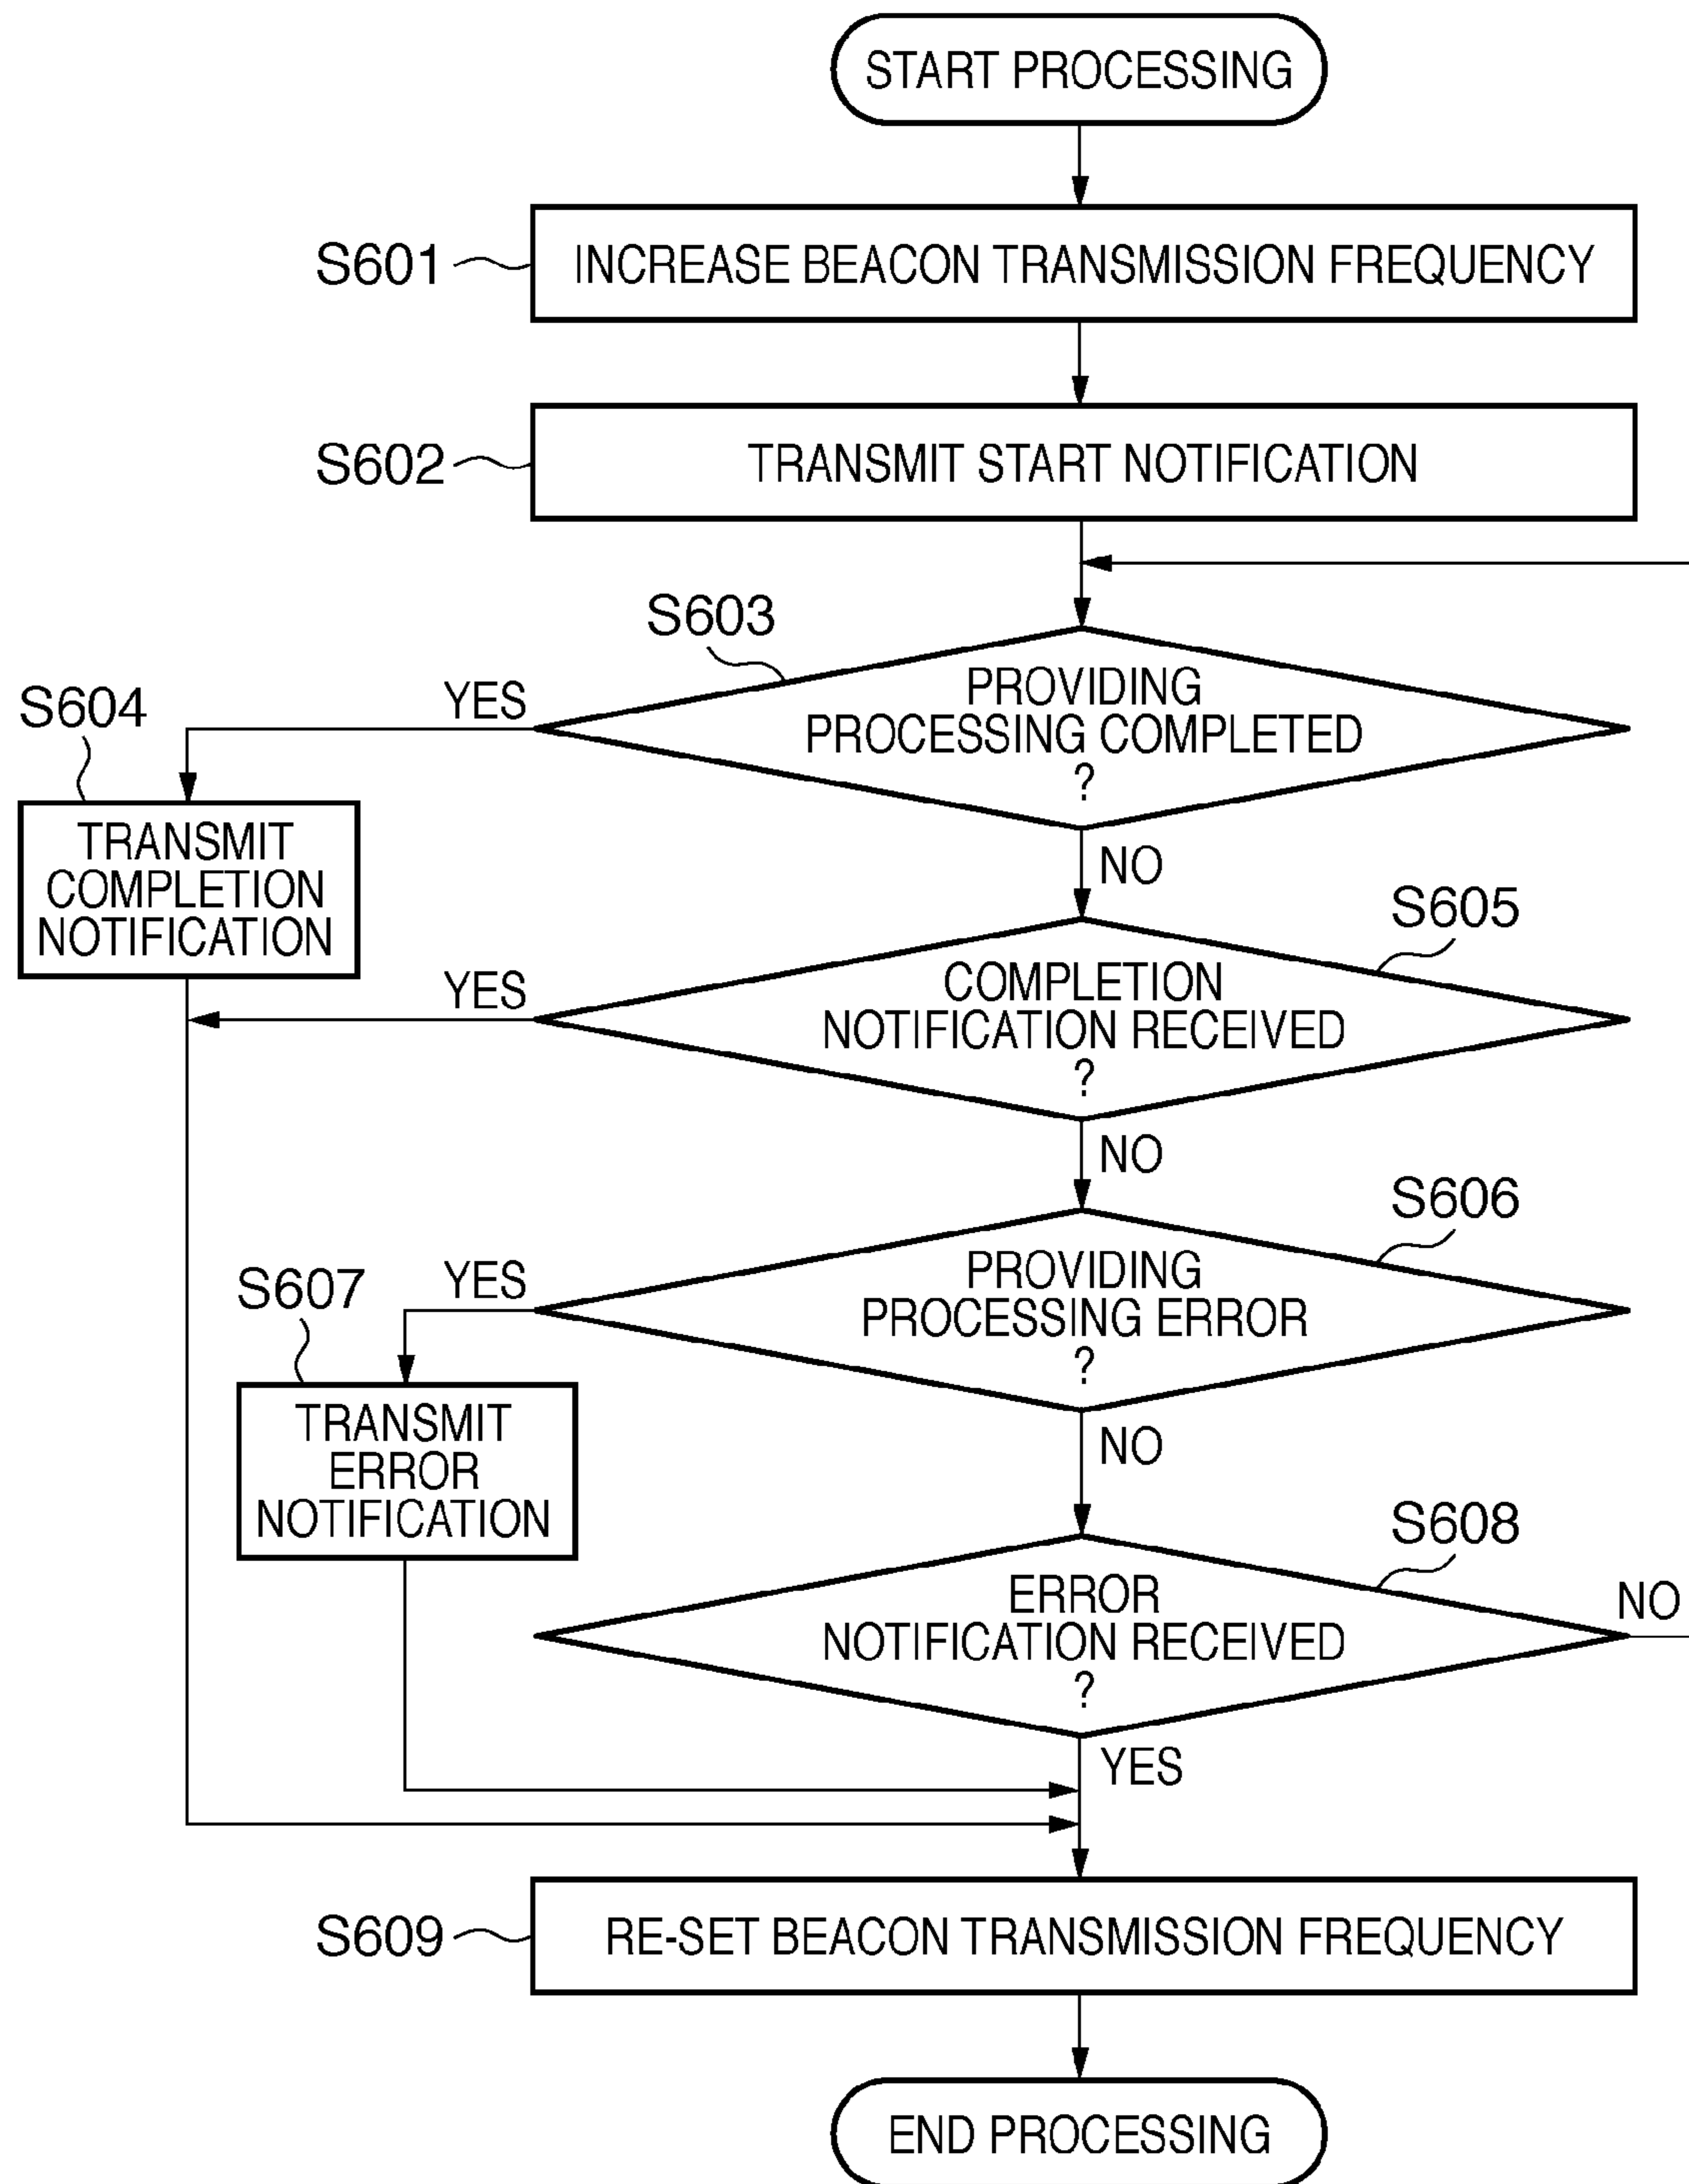 START PROCESSING
S601
INCREASE BEACON TRANSMISSION FREQUENCY
S602
TRANSMIT START NOTIFICATION
S603
PROVIDING
PROCESSING COMPLETED
?
YES
S604
TRANSMIT
COMPLETION
NOTIFICATION
NO
S605
COMPLETION
NOTIFICATION RECEIVED
?
YES
NO
S606
PROVIDING
PROCESSING ERROR
?
YES
S607
TRANSMIT
ERROR
NOTIFICATION
NO
S608
ERROR
NOTIFICATION RECEIVED
?
NO
YES
S609
RE-SET BEACON TRANSMISSION FREQUENCY
END PROCESSING